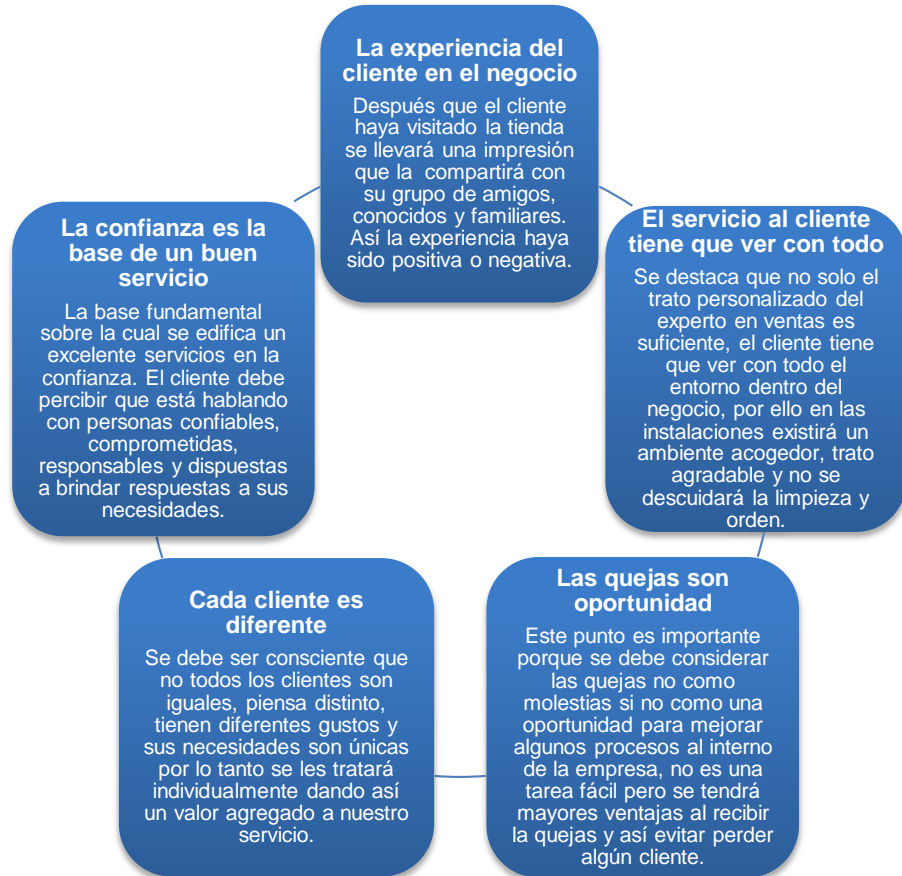 La experiencia del
cliente en el negocio
Después que el cliente
haya visitado la tienda
se llevará una impresión
que la compartirá con
su grupo de amigos,
conocidos y familiares.
Así la experiencia haya
sido positiva o negativa.
El servicio al cliente
tiene que ver con todo
Se destaca que no solo el
trato personalizado del
experto en ventas es
suficiente, el cliente tiene
que ver con todo el
entorno dentro del
negocio, por ello en las
instalaciones existirá un
ambiente acogedor, trato
agradable y no se
descuidará la limpieza y
orden.
Las quejas son
oportunidad
Este punto es importante
porque se debe considerar
las quejas no como
molestias si no como una
oportunidad para mejorar
algunos procesos al interno
de la empresa, no es una
tarea fácil pero se tendrá
mayores ventajas al recibir
la quejas y así evitar perder
algún cliente.
Cada cliente es
diferente
Se debe ser consciente que
no todos los clientes son
iguales, piensa distinto,
tienen diferentes gustos y
sus necesidades son únicas
por lo tanto se les tratará
individualmente dando así
un valor agregado a nuestro
servicio.
La confianza es la
base de un buen
servicio
La base fundamental
sobre la cual se edifica un
excelente servicios en la
confianza. El cliente debe
percibir que está hablando
con personas confiables,
comprometidas,
responsables y dispuestas
a brindar respuestas a sus
necesidades.